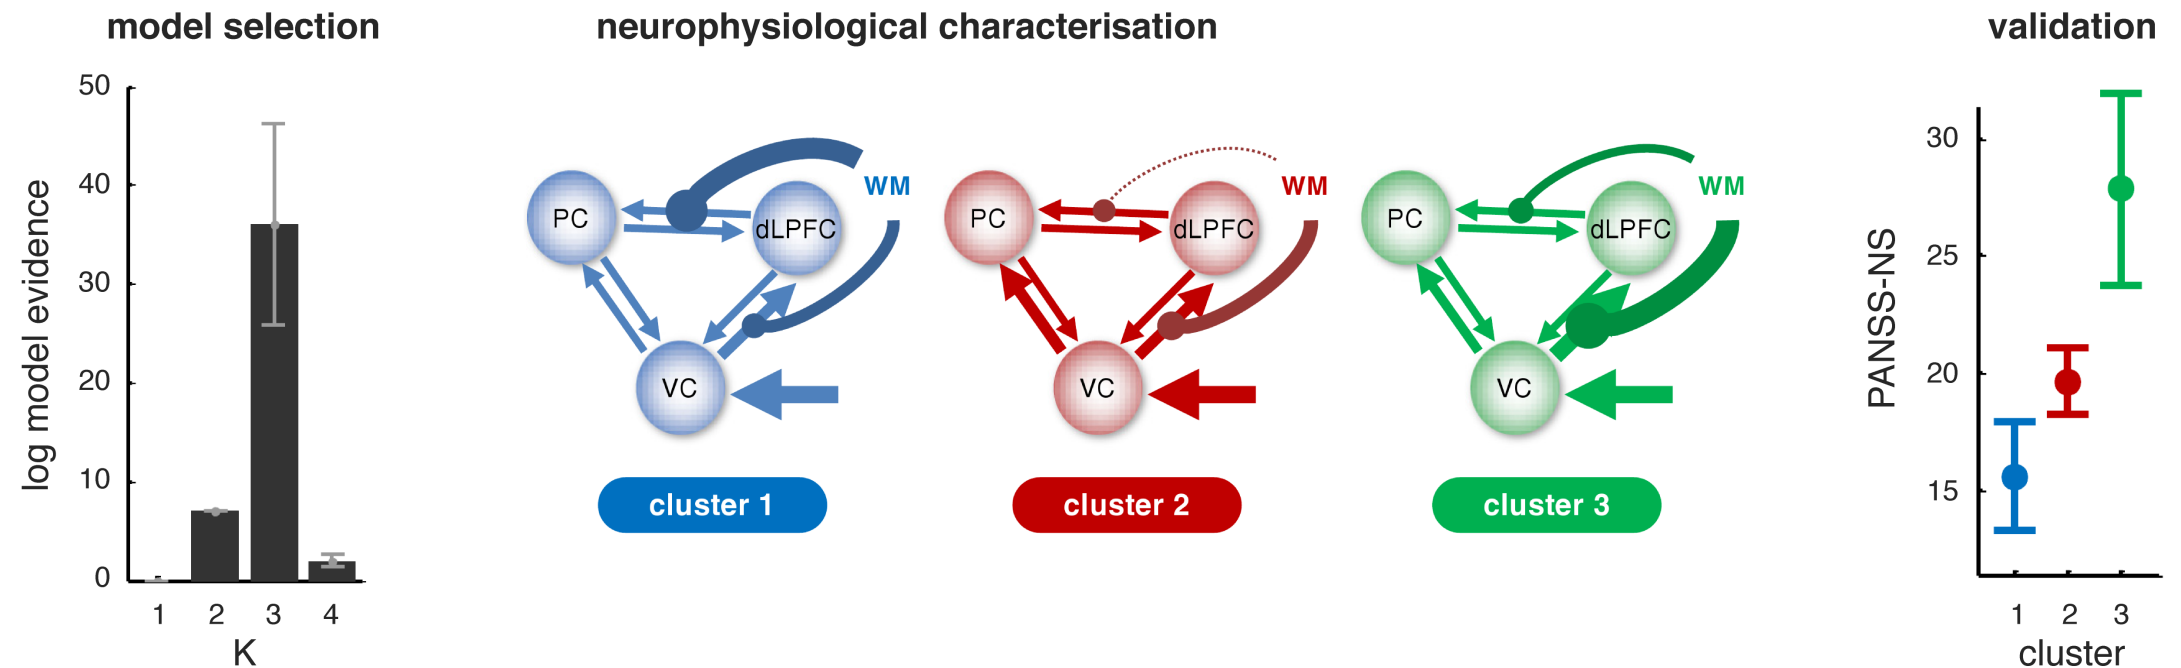 model selection
neurophysiological characterisation
validation
log model evidence
50
40
30
20
10
0
1 2 3 4
K
PC
dLPFC
VC
WM
cluster 1
PC
dLPFC
VC
WM
cluster 2
PC
dLPFC
VC
WM
cluster 3
PANSS-NS
30
25
20
15
1 2 3
cluster